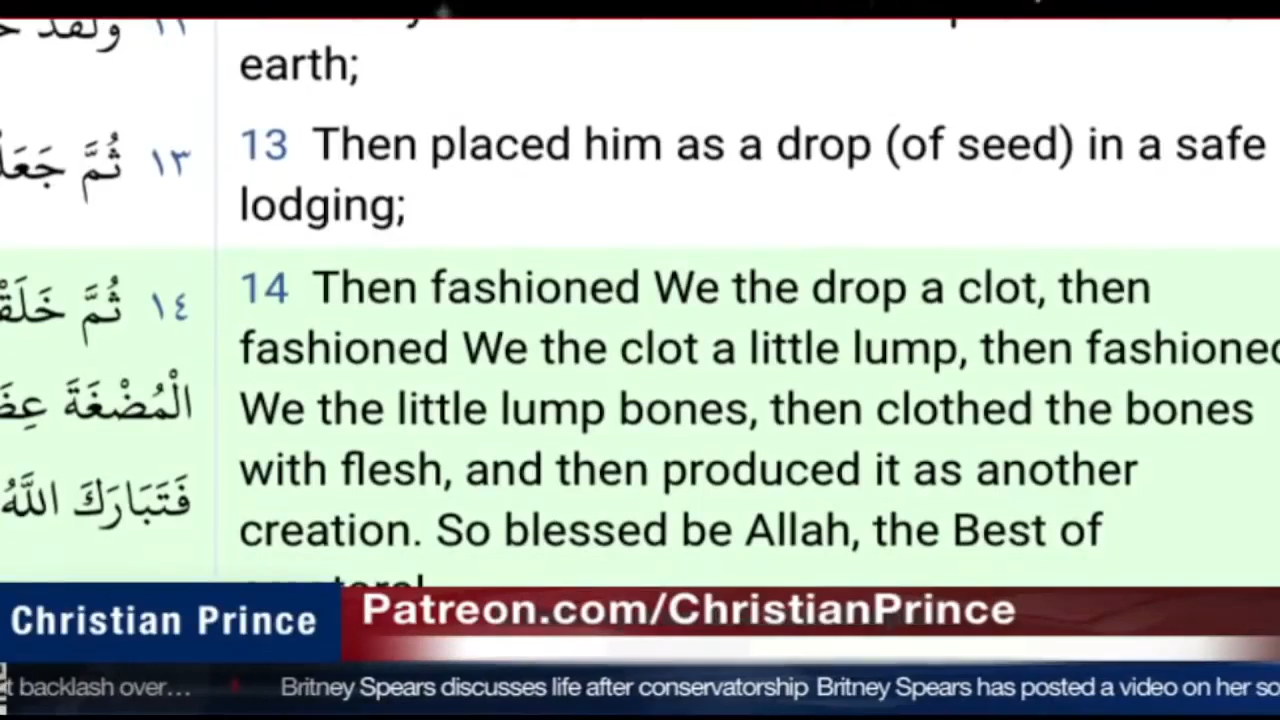 earth;
١٣ ثُمَّ
13 Then placed him as a drop (of seed) in a safe
lodging;
١٤ ثُمَّ
14 Then fashioned We the drop a clot, then
fashioned We the clot a little lump, then fashioned
الْمُضْغَةَ
We the little lump bones, then clothed the bones
with flesh, and then produced it as another
فَتَبَارَكَ اللَّهُ
creation. So blessed be Allah, the Best of
Christian Prince
Patreon.com/ChristianPrince
t backlash over... Britney Spears discusses life after conservatorship Britney Spears has posted a video on her so